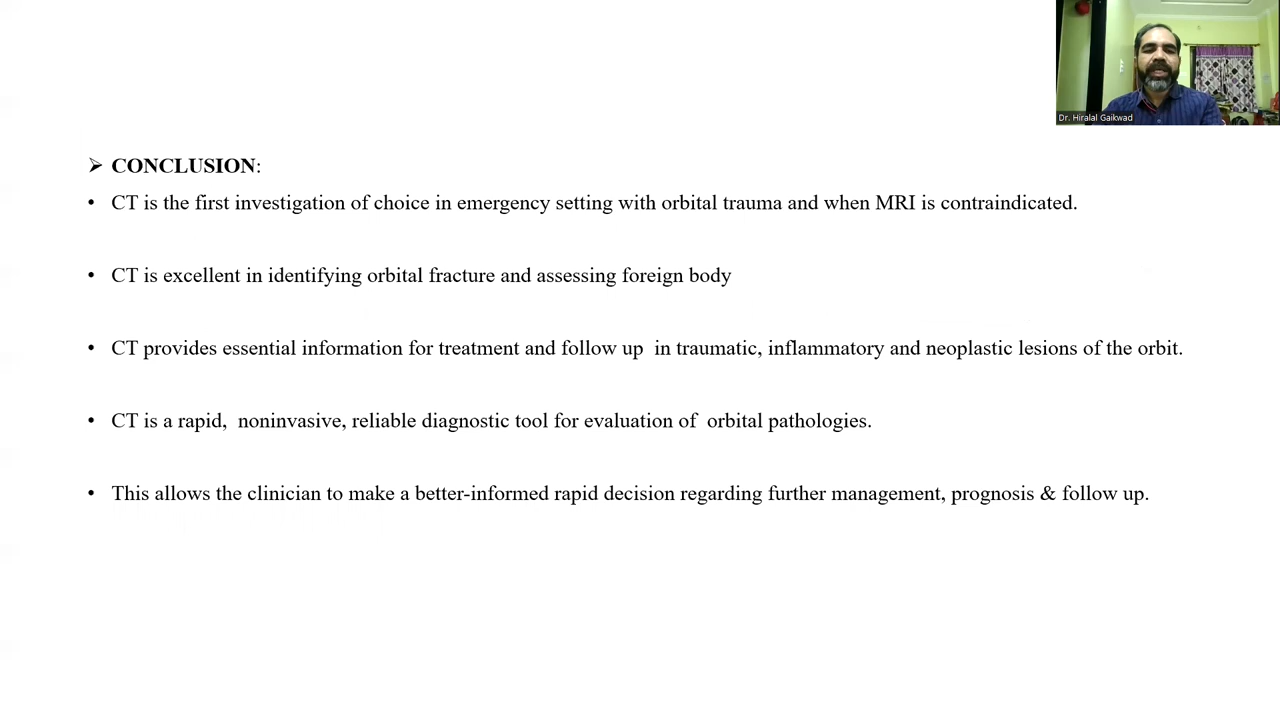 Dr. Hiralal Gaikwad
➢ CONCLUSION:
• CT is the first investigation of choice in emergency setting with orbital trauma and when MRI is contraindicated.
• CT is excellent in identifying orbital fracture and assessing foreign body
• CT provides essential information for treatment and follow up  in traumatic, inflammatory and neoplastic lesions of the orbit.
• CT is a rapid,  noninvasive, reliable diagnostic tool for evaluation of  orbital pathologies.
• This allows the clinician to make a better-informed rapid decision regarding further management, prognosis & follow up.